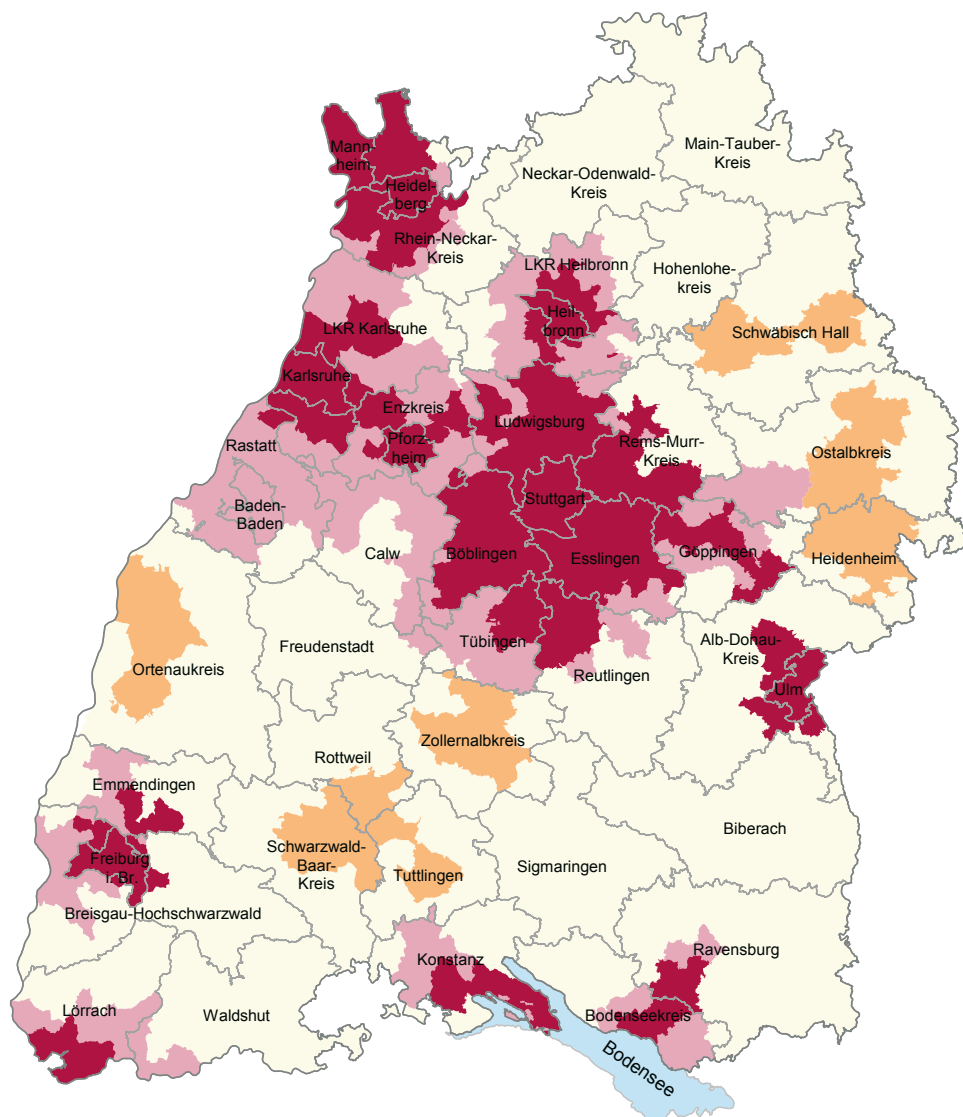 Main-Tauber-
Kreis
Mann
heim
Neckar-Odenwald-
Kreis
Heidel-
berg
Rhein-Neckar-
Kreis
LKR Heilbronn
Hohenlohe-
kreis
Heil-
bronn
LKR Karlsruhe
Schwäbisch Hall
Karlsruhe
Enzkreis
Ludwigsburg
Pforz-
heim
Rems-Murr-
Kreis
Rastatt
Ostalbkreis
Stuttgart
Baden-
Baden
Calw
Böblingen
Esslingen
Göppingen
Heidenheim
Freudenstadt
Tübingen
Alb-Donau-
Kreis
Ortenaukreis
Reutlingen
Ulm
Zollernalbkreis
Rottweil
Emmendingen
Biberach
Schwarzwald-
Baar-
Kreis
Freiburg
i. Br.
Tuttlingen
Sigmaringen
Breisgau-Hochschwarzwald
Konstanz
Ravensburg
Lörrach
Waldshut
Bodenseekreis
Bodensee